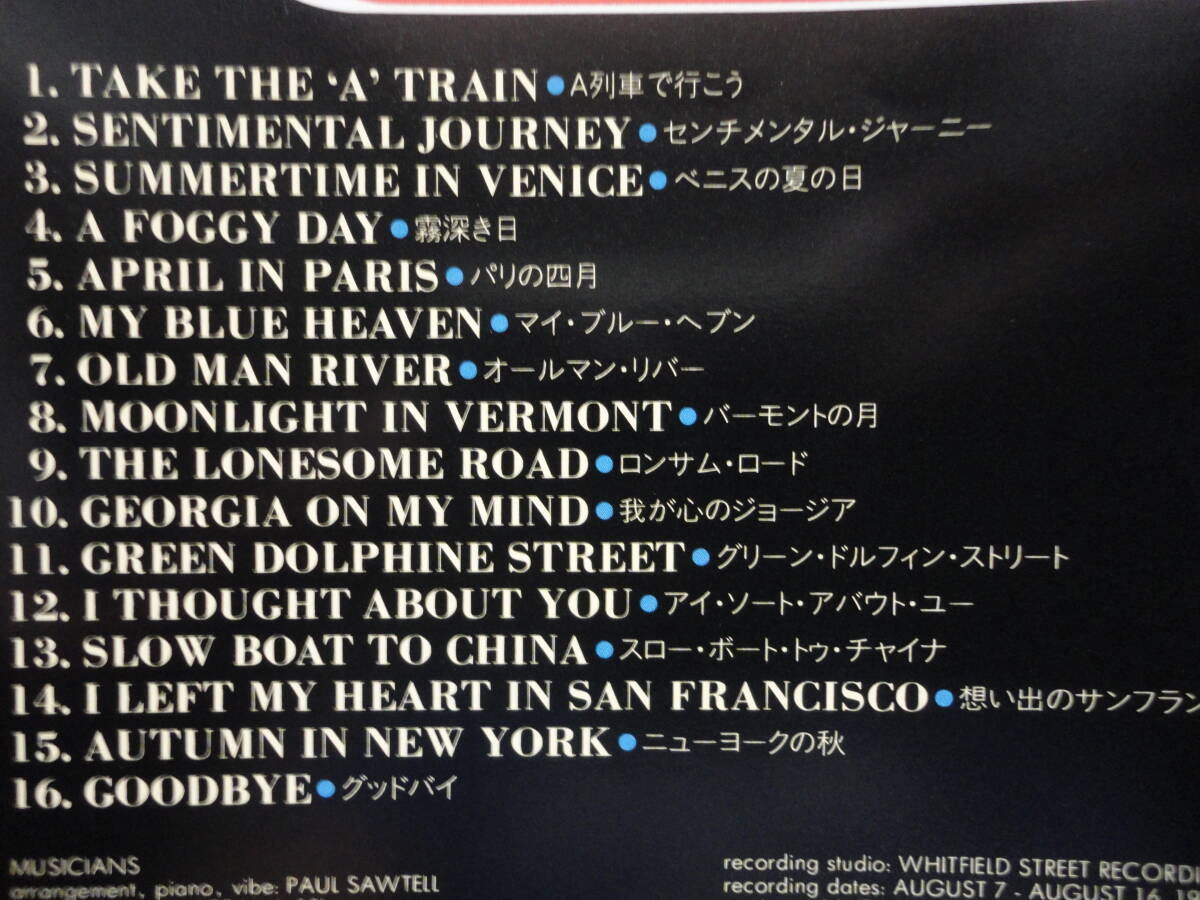 1. TAKE THE ‘A’ TRAIN●A列車で行こう
2. SENTIMENTAL JOURNEY●センチメンタル・ジャーニー
3. SUMMERTIME IN VENICE●ベニスの夏の日
4. A FOGGY DAY●霧深き日
5. APRIL IN PARIS●パリの四月
6. MY BLUE HEAVEN●マイ・ブルー・ヘブン
7. OLD MAN RIVER●オールマン・リバー
8. MOONLIGHT IN VERMONT●バーモントの月
9. THE LONESOME ROAD●ロンサム・ロード
10. GEORGIA ON MY MIND●我が心のジョージア
11. GREEN DOLPHINE STREET●グリーン・ドルフィン・ストリート
12. I THOUGHT ABOUT YOU●アイ・ソート・アバウト・ユー
13. SLOW BOAT TO CHINA●スロー・ボート・トゥ・チャイナ
14. I LEFT MY HEART IN SAN FRANCISCO●想い出のサンフラン
15. AUTUMN IN NEW YORK●ニューヨークの秋
16. GOODBYE●グッドバイ
MUSICIANS
arrangement, piano, vibe: PAUL SAWTELL
recording studio: WHITFIELD STREET RECORDI
recording dates: AUGUST 7 - AUGUST 16, 19